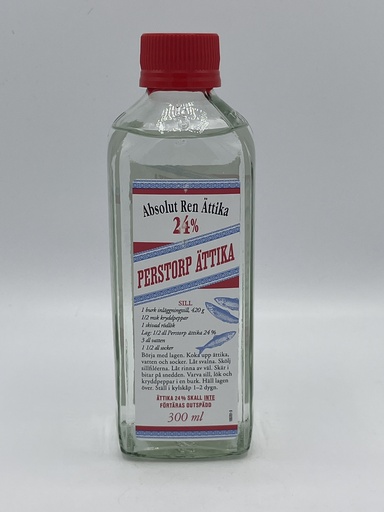 Absolut Ren Ättika
24%
PERSTORP ÄTTIKA
SILL
1 burk inläggningssill, 420 g
1/2 msk kryddpeppar
1 skivad rödlök
Lag: 1/2 dl Perstorp ättika 24 %
3 dl vatten
1 1/2 dl socker
Börja med lagen. Koka upp ättika,
vatten och socker. Låt svalna. Skölj
sillfiléerna. Låt rinna av väl. Skär i
bitar på snedden. Varva sill, lök och
kryddpeppar i en burk. Häll lagen
över. Ställ i kylskåp 1-2 dygn.
ÄTTIKA 24% SKALL INTE
FÖRTÄRAS OUTSPÄDD
300 ml